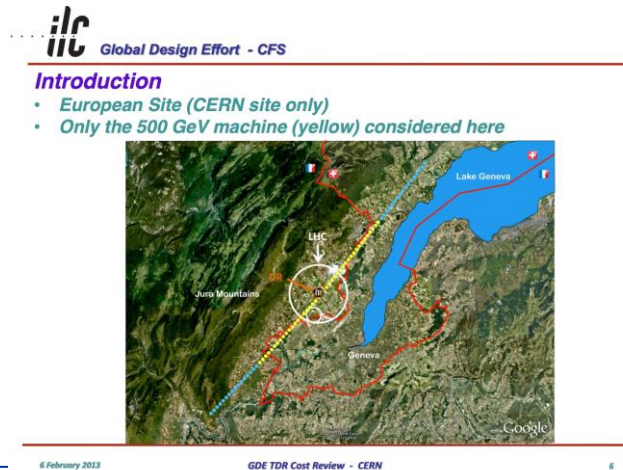 ilc
Global Design Effort - CFS
Introduction
• European Site (CERN site only)
• Only the 500 GeV machine (yellow) considered here
Lake Geneva
LHC
DR
IP
Jura Mountains
Geneva
Google
6 February 2013
GDE TDR Cost Review - CERN
6